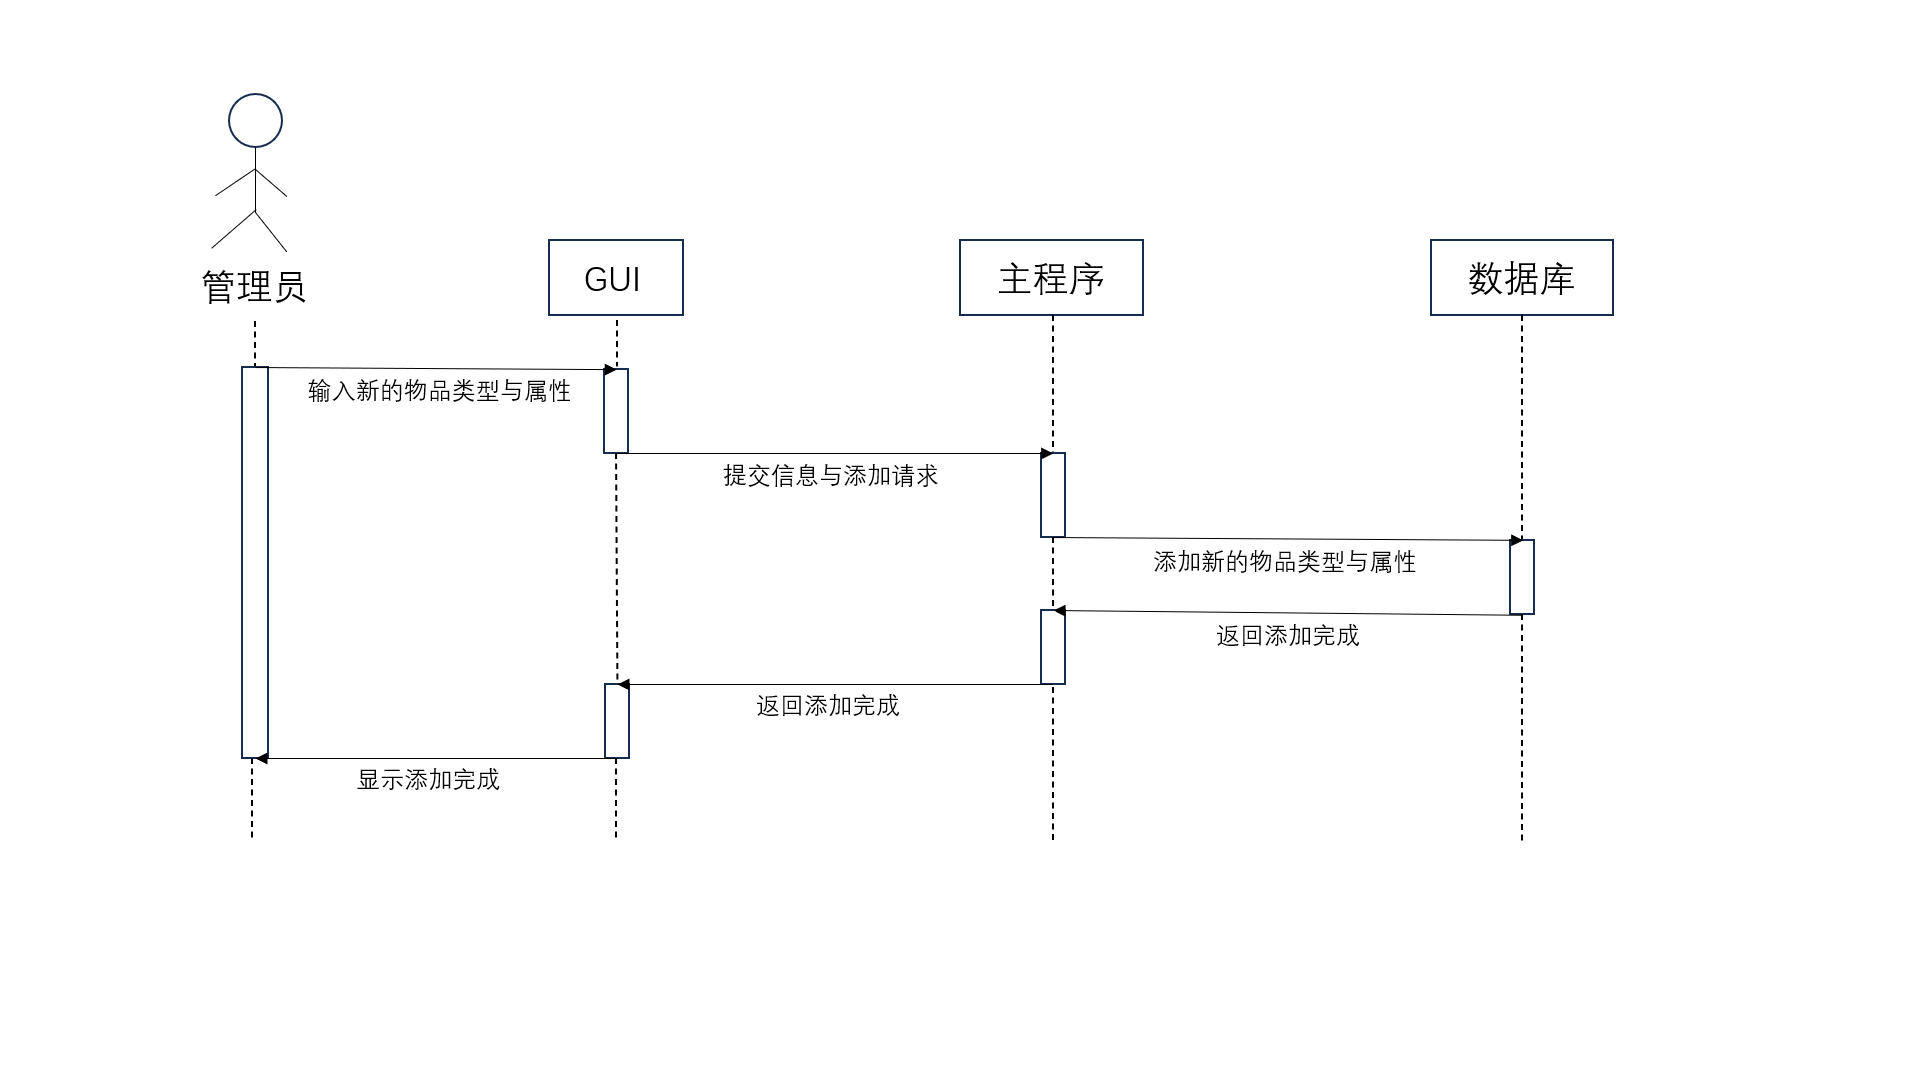 管理员
GUI
主程序
数据库
输入新的物品类型与属性
提交信息与添加请求
添加新的物品类型与属性
返回添加完成
返回添加完成
显示添加完成